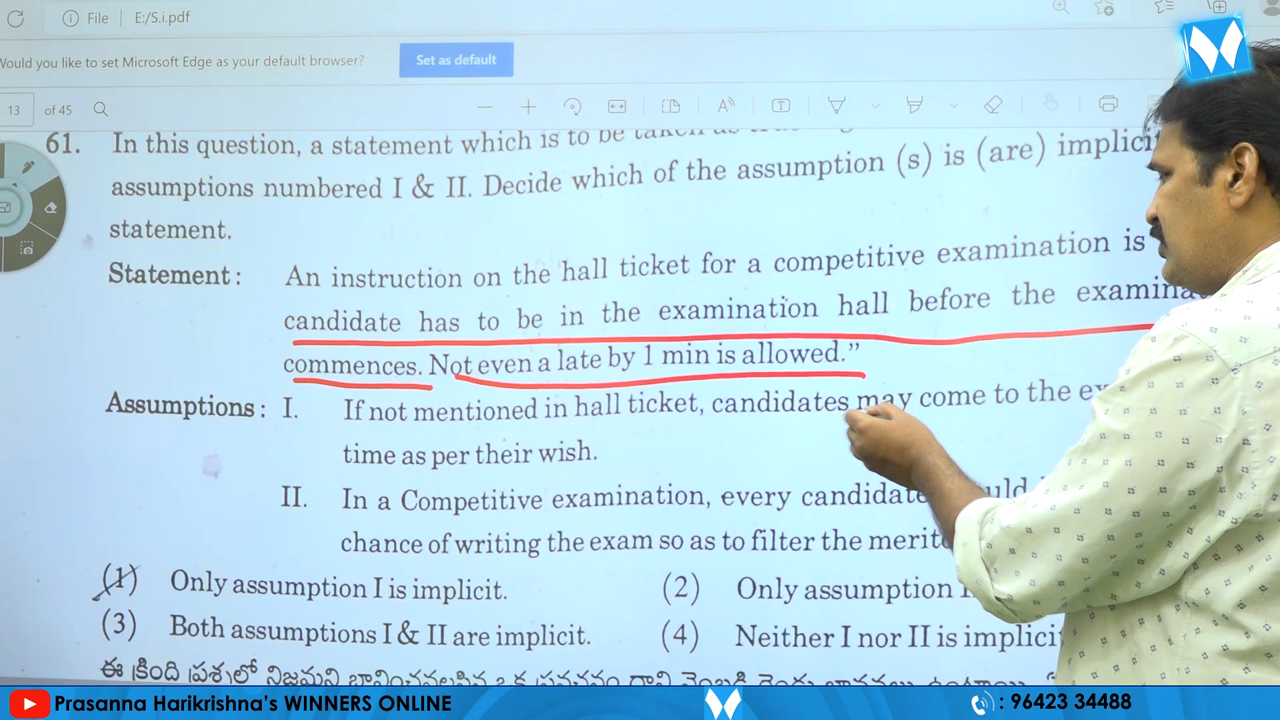 File E:/S.i.pdf
Would you like to set Microsoft Edge as your default browser? Set as default
13 of 45
61. In this question, a statement which is to be taken as
assumptions numbered I & II. Decide which of the assumption (s) is (are) implicit
statement.
Statement: An instruction on the hall ticket for a competitive examination is
candidate has to be in the examination hall before the
commences. Not even a late by 1 min is allowed.”
Assumptions: I. If not mentioned in hall ticket, candidates may come to the
time as per their wish.
II. In a Competitive examination, every candidate
chance of writing the exam so as to filter the
(1) Only assumption I is implicit. (2) Only assumption
(3) Both assumptions I & II are implicit. (4) Neither I nor II is implicit
ఈ క్రింది ప్రశ్నలో నిజమని
Prasanna Harikrishna's WINNERS ONLINE : 96423 34488